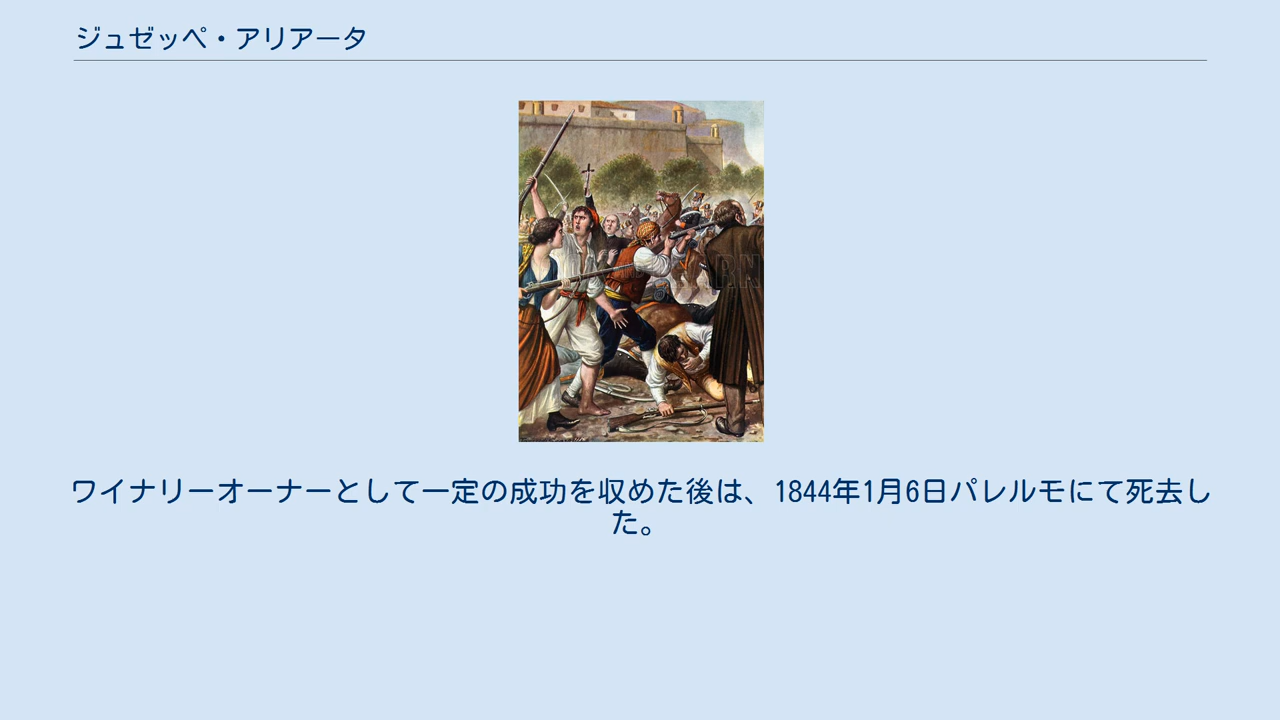 ジュゼッペ・アリアータ
ワイナリーオーナーとして一定の成功を収めた後は、1844年1月6日パレルモにて死去し
た。